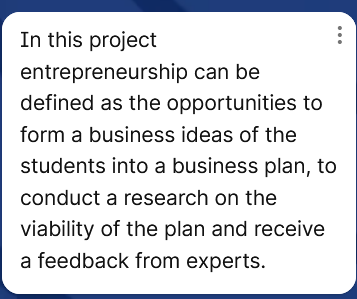 In this project
entrepreneurship can be
defined as the opportunities to
form a business ideas of the
students into a business plan, to
conduct a research on the
viability of the plan and receive
a feedback from experts.